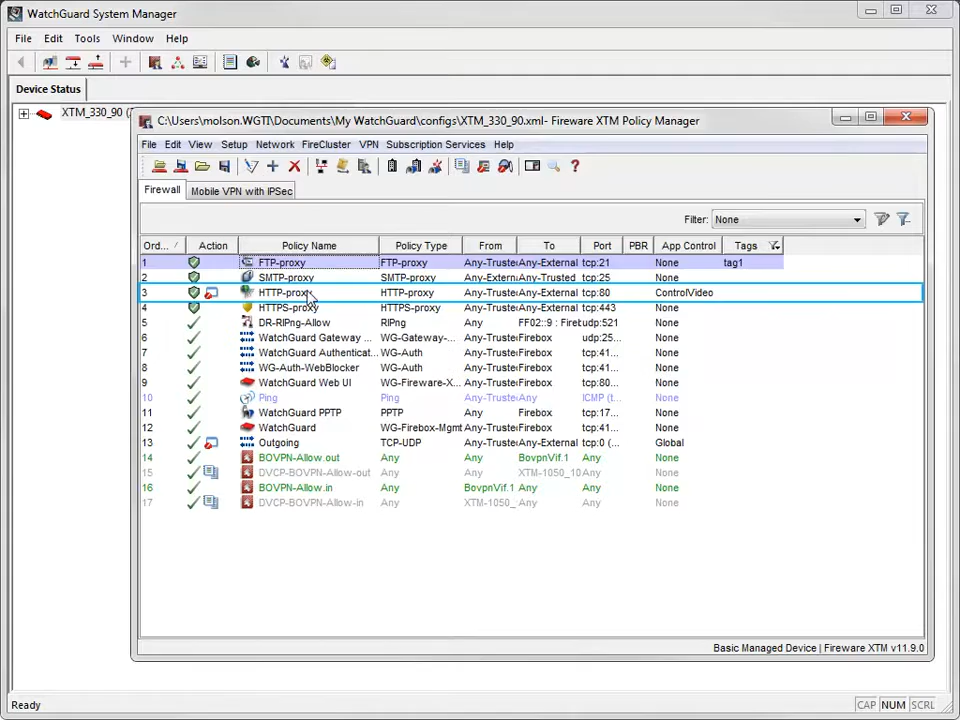 WatchGuard System Manager
File Edit Tools Window Help
Device Status
XTM_330_90 (
C:\Users\molson.WGTI\Documents\My WatchGuard\configs\XTM_330_90.xml- Fireware XTM Policy Manager
File Edit View Setup Network FireCluster VPN Subscription Services Help
Firewall Mobile VPN with IPSec
Filter: None
Ord... Action Policy Name Policy Type From To Port PBR App Control Tags
1 FTP-proxy FTP-proxy Any-Truste Any-External tcp:21 None tag1
2 SMTP-proxy SMTP-proxy Any-Extern Any-Trusted tcp:25 None
3 HTTP-proxy HTTP-proxy Any-Truste Any-External tcp:80 ControlVideo
4 HTTPS-proxy HTTPS-proxy Any-Truste Any-External tcp:443 None
5 DR-RIPng-Allow RIPng Any FF02::9 : Firet udp:521 None
6 WatchGuard Gateway ... WG-Gateway-... Any-Truste Firebox udp:25... None
7 WatchGuard Authenticat... WG-Auth Any-Truste Firebox tcp:41... None
8 WG-Auth-WebBlocker WG-Auth Any-Truste Firebox tcp:41... None
9 WatchGuard Web UI WG-Fireware-X... Any-Truste Firebox tcp:80... None
10 Ping Ping Any-Truste Any ICMP (t... None
11 WatchGuard PPTP PPTP Any Firebox tcp:17... None
12 WatchGuard WG-Firebox-Mgmt Any-Truste Firebox tcp:41... None
13 Outgoing TCP-UDP Any-Truste Any-External tcp:0 (... Global
14 BOVPN-Allow.out Any Any BovpnVif.1 Any None
15 DVCP-BOVPN-Allow-out Any Any XTM-1050_10 Any None
16 BOVPN-Allow.in Any BovpnVif.1 Any Any None
17 DVCP-BOVPN-Allow-in Any XTM-1050_ Any Any None
Basic Managed Device | Fireware XTM v11.9.0
Ready CAP NUM SCRL